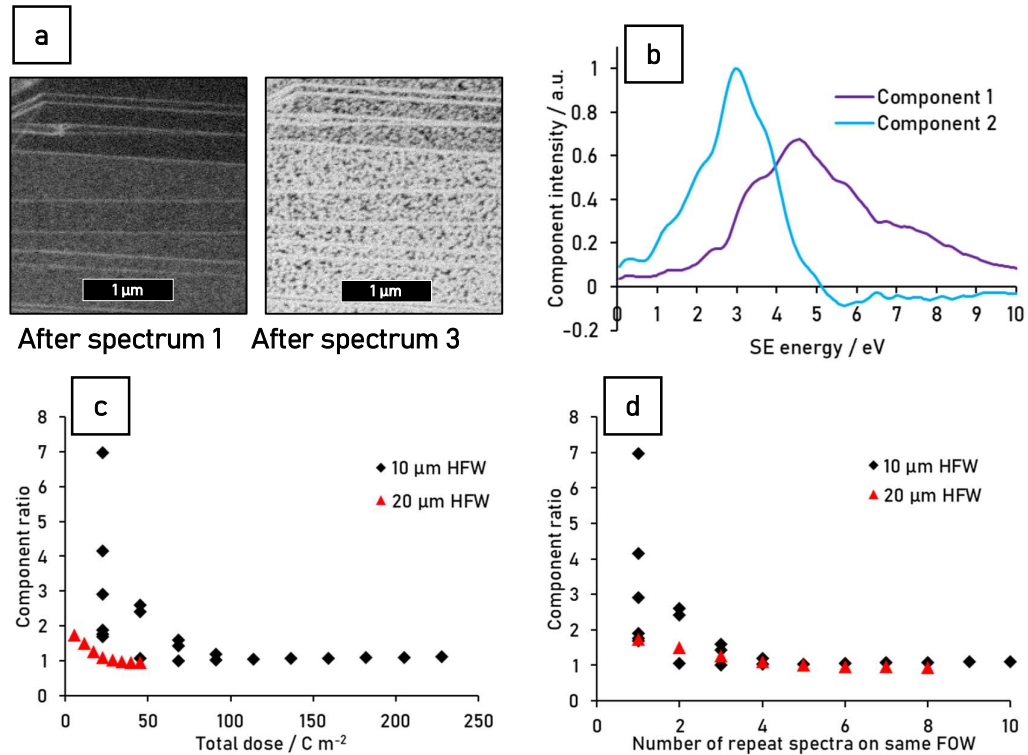 a
1 µm
1 µm
After spectrum 1
After spectrum 3
b
Component intensity / a.u.
1
0.8
0.6
0.4
0.2
0
-0.2
0 1 2 3 4 5 6 7 8 9 10
SE energy / eV
Component 1
Component 2
c
Component ratio
8
7
6
5
4
3
2
1
0
0 50 100 150 200 250
Total dose / C m⁻²
10 µm HFW
20 µm HFW
d
Component ratio
8
7
6
5
4
3
2
1
0
0 2 4 6 8 10
Number of repeat spectra on same FOW
10 µm HFW
20 µm HFW